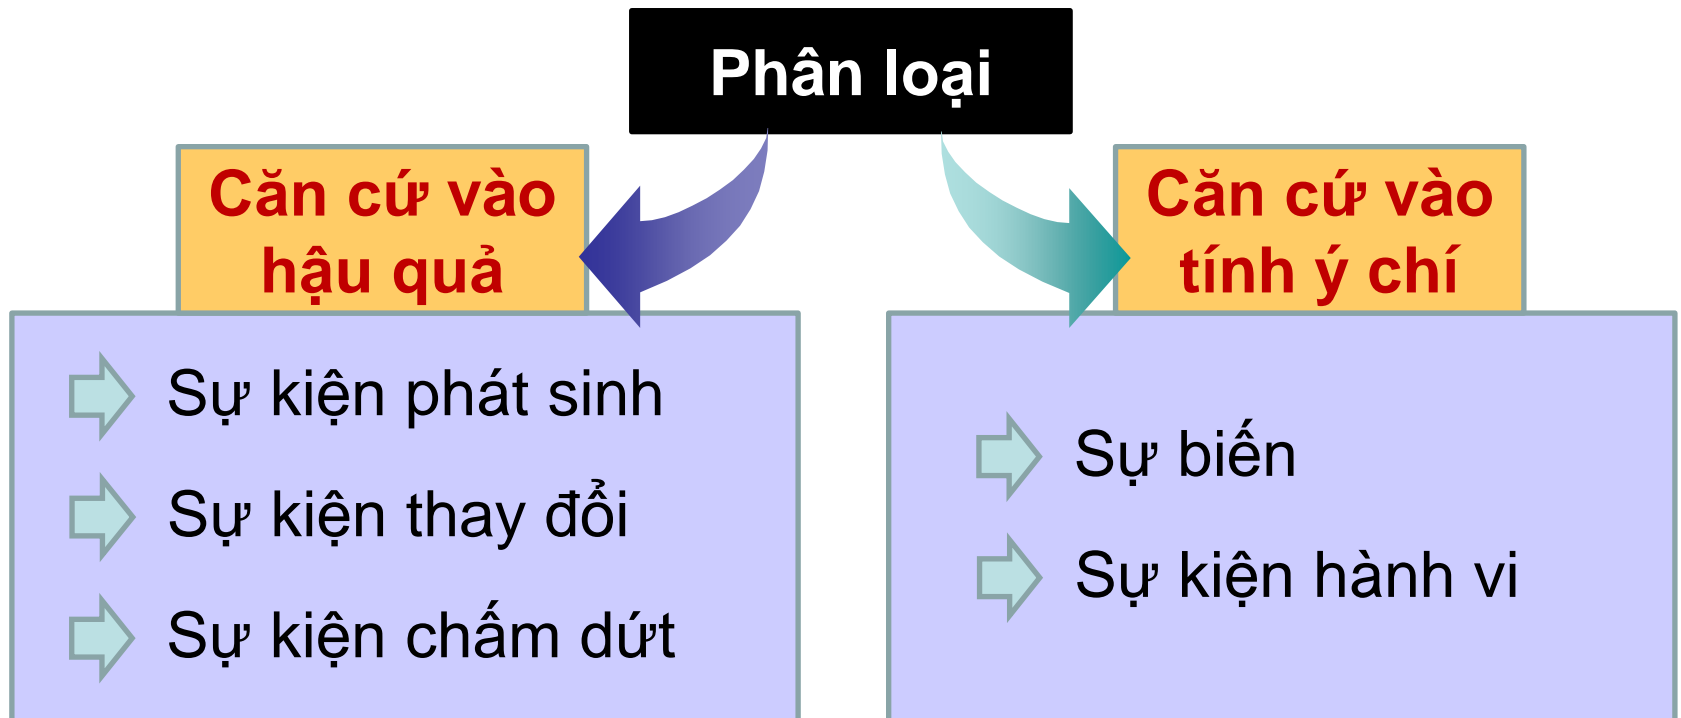 Phân loại
Căn cứ vào
hậu quả
Sự kiện phát sinh
Sự kiện thay đổi
Sự kiện chấm dứt
Căn cứ vào
tính ý chí
Sự biến
Sự kiện hành vi